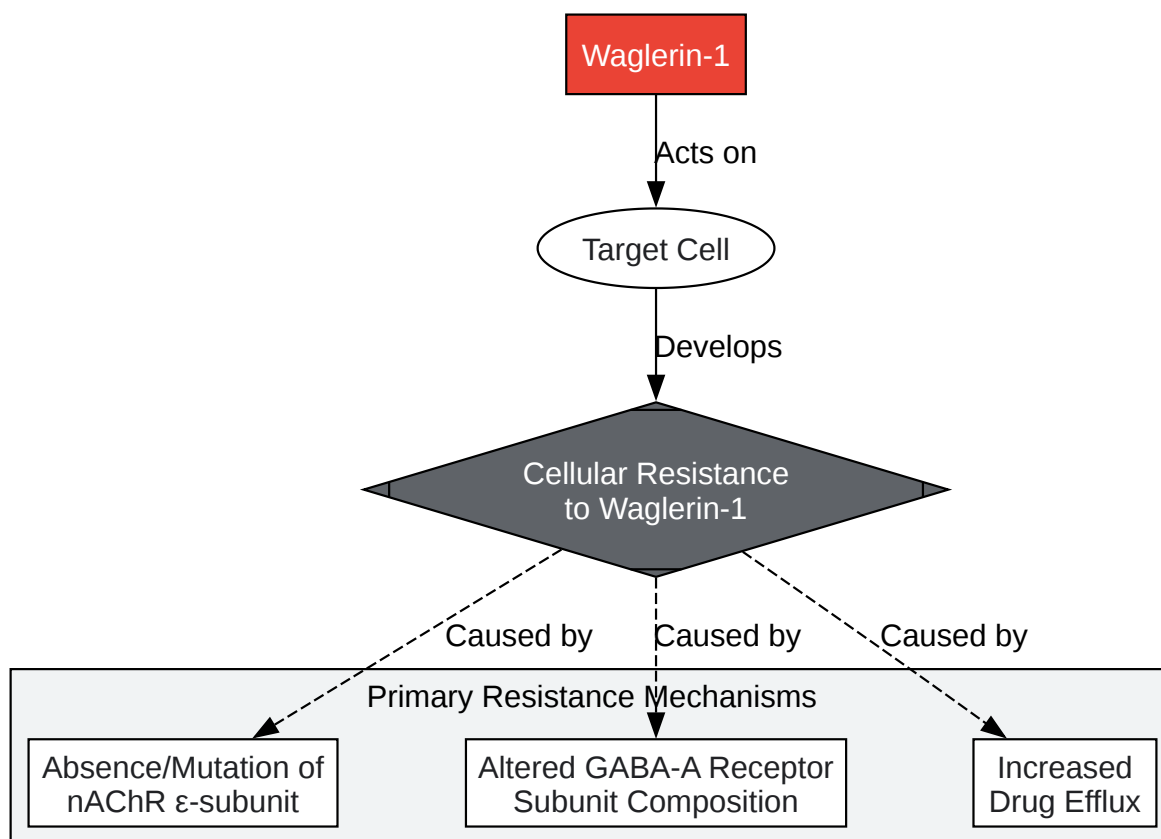 Waglerin-1
Acts on
Target Cell
Develops
Cellular Resistance
to Waglerin-1
Caused by
Caused by
Caused by
Primary Resistance Mechanisms
Absence/Mutation of
nAChR ε-subunit
Altered GABA-A Receptor
Subunit Composition
Increased
Drug Efflux